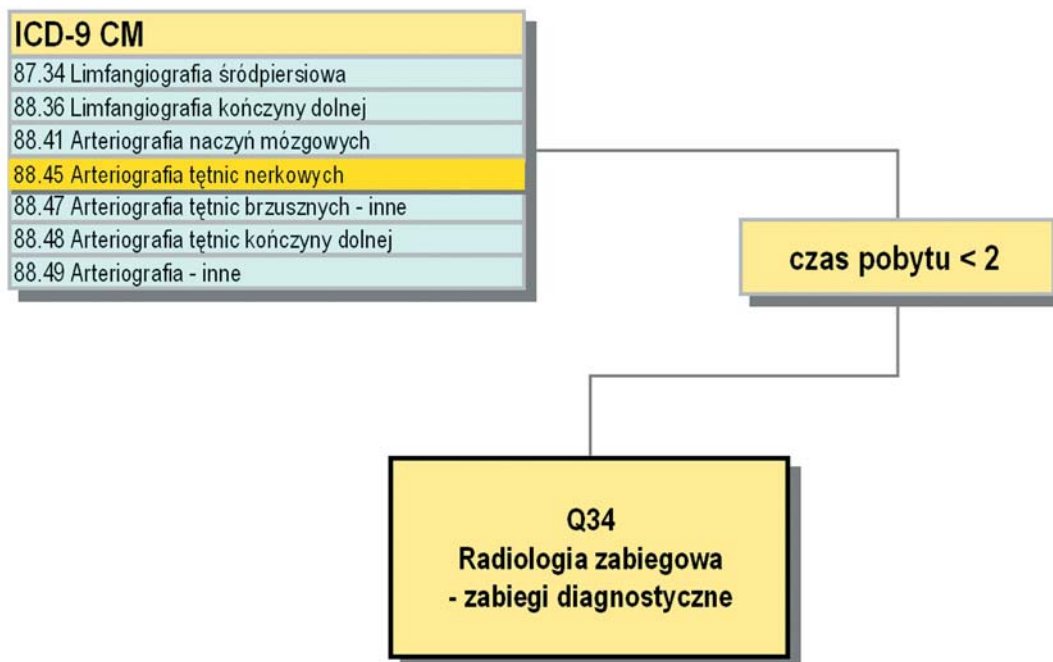 ICD-9 CM
87.34 Limfangiografia śródpiersiowa
88.36 Limfangiografia kończyny dolnej
88.41 Arteriografia naczyń mózgowych
88.45 Arteriografia tętnic nerkowych
88.47 Arteriografia tętnic brzusznych - inne
88.48 Arteriografia tętnic kończyny dolnej
88.49 Arteriografia - inne
czas pobytu < 2
Q34
Radiologia zabiegowa
- zabiegi diagnostyczne